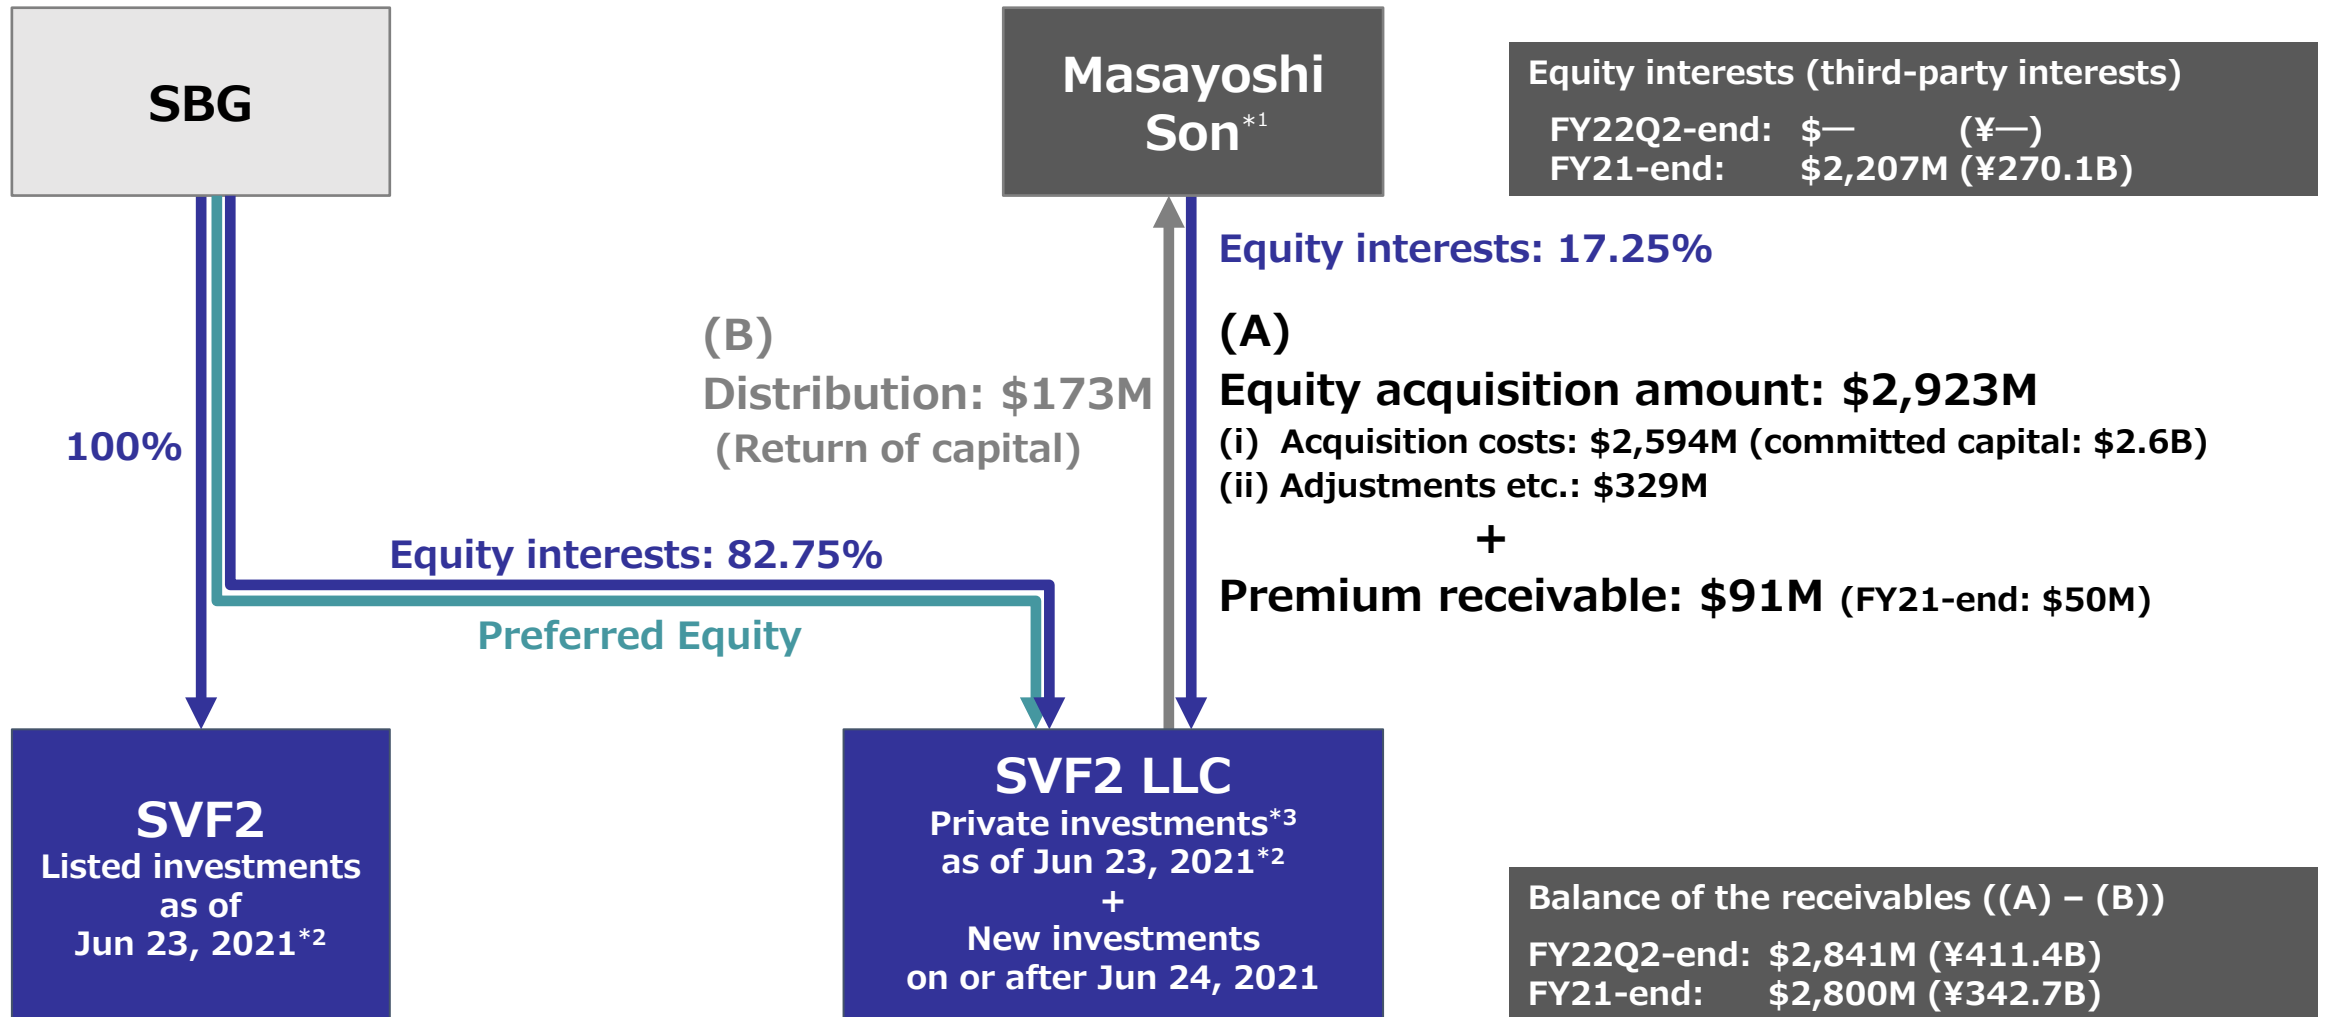 SBG
Masayoshi
Son*1
Equity interests (third-party interests)
FY22Q2-end: $— (¥—)
FY21-end: $2,207M (¥270.1B)
Equity interests: 17.25%
(A)
Equity acquisition amount: $2,923M
(i) Acquisition costs: $2,594M (committed capital: $2.6B)
(ii) Adjustments etc.: $329M
+
Premium receivable: $91M (FY21-end: $50M)
(B)
Distribution: $173M
(Return of capital)
100%
Equity interests: 82.75%
Preferred Equity
SVF2
Listed investments
as of
Jun 23, 2021*2
SVF2 LLC
Private investments*3
as of Jun 23, 2021*2
+
New investments
on or after Jun 24, 2021
Balance of the receivables ((A) – (B))
FY22Q2-end: $2,841M (¥411.4B)
FY21-end: $2,800M (¥342.7B)